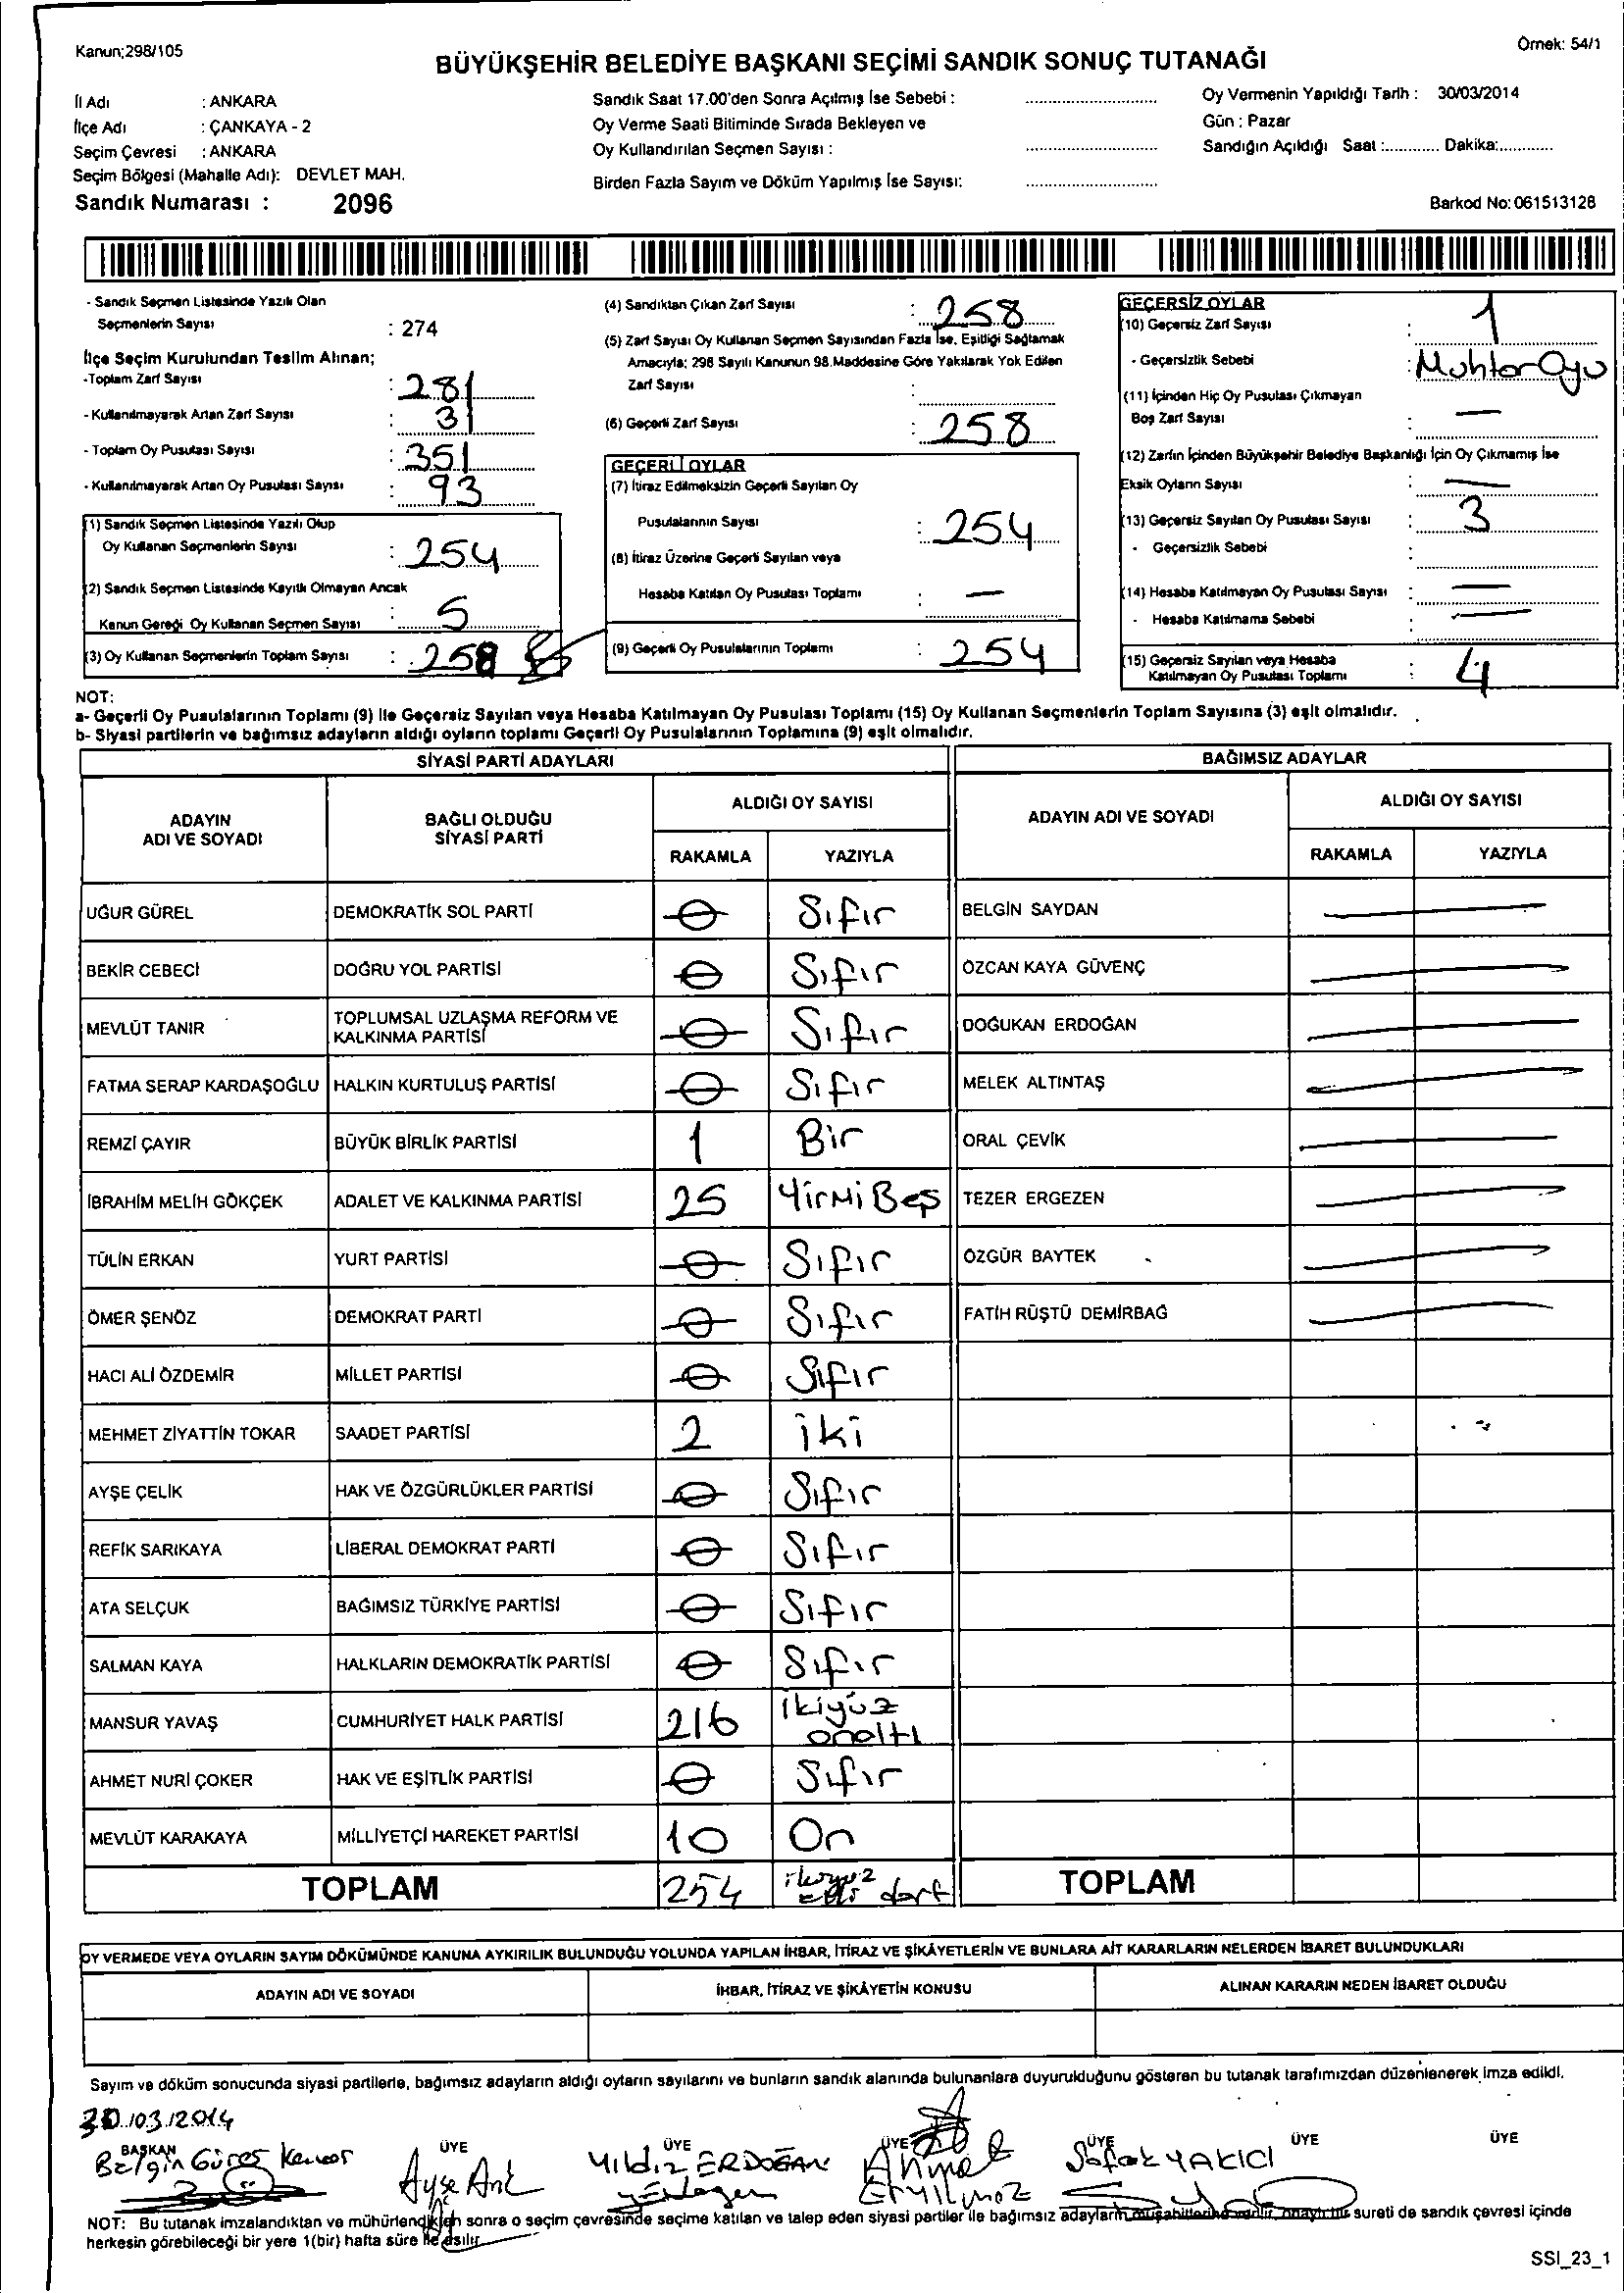 Kanun;298/105
Örnek: 54/1
BÜYÜKŞEHİR BELEDİYE BAŞKANI SEÇİMİ SANDIK SONUÇ TUTANAĞI
İl Adı : ANKARA
İlçe Adı : ÇANKAYA - 2
Seçim Çevresi : ANKARA
Seçim Bölgesi (Mahalle Adı): DEVLET MAH.
Sandık Numarası : 2096
Sandık Saat 17.00'den Sonra Açılmış İse Sebebi :
Oy Verme Saati Bitiminde Sırada Bekleyen ve
Oy Kullandırılan Seçmen Sayısı :
Birden Fazla Sayım ve Döküm Yapılmış İse Sayısı:
Oy Vermenin Yapıldığı Tarih : 30/03/2014
Gün : Pazar
Sandığın Açıldığı Saat :............ Dakika:............
Barkod No: 061513128
- Sandık Seçmen Listesinde Yazılı Olan
Seçmenlerin Sayısı : 274
İlçe Seçim Kurulundan Teslim Alınan;
-Toplam Zarf Sayısı : 281
- Kullanılmayarak Artan Zarf Sayısı : 31
- Toplam Oy Pusulası Sayısı : 351
- Kullanılmayarak Artan Oy Pusulası Sayısı : 93
(1) Sandık Seçmen Listesinde Yazılı Olup
Oy Kullanan Seçmenlerin Sayısı : 254
(2) Sandık Seçmen Listesinde Kayıtlı Olmayan Ancak
Kanun Gereği Oy Kullanan Seçmen Sayısı : 5
(3) Oy Kullanan Seçmenlerin Toplam Sayısı : 258
(4) Sandıktan Çıkan Zarf Sayısı : 258
(5) Zarf Sayısı Oy Kullanan Seçmen Sayısından Fazla İse, Eşitliği Sağlamak
Amacıyla; 298 Sayılı Kanunun 98.Maddesine Göre Yakılarak Yok Edilen
Zarf Sayısı :
(6) Geçerli Zarf Sayısı : 258
GEÇERLİ OYLAR
(7) İtiraz Edilmeksizin Geçerli Sayılan Oy
Pusulalarının Sayısı : 254
(8) İtiraz Üzerine Geçerli Sayılan veya
Hesaba Katılan Oy Pusulası Toplamı : —
(9) Geçerli Oy Pusulalarının Toplamı : 254
GEÇERSİZ OYLAR
(10) Geçersiz Zarf Sayısı : 1
- Geçersizlik Sebebi : Muhtar Oyu
(11) İçinden Hiç Oy Pusulası Çıkmayan
Boş Zarf Sayısı : —
(12) Zarfın İçinden Büyükşehir Belediye Başkanlığı İçin Oy Çıkmamış İse
Eksik Oyların Sayısı : —
(13) Geçersiz Sayılan Oy Pusulası Sayısı : 3
- Geçersizlik Sebebi :
(14) Hesaba Katılmayan Oy Pusulası Sayısı : —
- Hesaba Katılmama Sebebi : —
(15) Geçersiz Sayılan veya Hesaba
Katılmayan Oy Pusulası Toplamı : 4
NOT:
a- Geçerli Oy Pusulalarının Toplamı (9) ile Geçersiz Sayılan veya Hesaba Katılmayan Oy Pusulası Toplamı (15) Oy Kullanan Seçmenlerin Toplam Sayısına (3) eşit olmalıdır.
b- Siyasi partilerin ve bağımsız adayların aldığı oyların toplamı Geçerli Oy Pusulalarının Toplamına (9) eşit olmalıdır.
SİYASİ PARTİ ADAYLARI
BAĞIMSIZ ADAYLAR
ADAYIN
ADI VE SOYADI
BAĞLI OLDUĞU
SİYASİ PARTİ
ALDIĞI OY SAYISI
RAKAMLA YAZIYLA
ADAYIN ADI VE SOYADI
ALDIĞI OY SAYISI
RAKAMLA YAZIYLA
UĞUR GÜREL DEMOKRATİK SOL PARTİ 0 Sıfır BELGİN SAYDAN —
BEKİR CEBECİ DOĞRU YOL PARTİSİ 0 Sıfır ÖZCAN KAYA GÜVENÇ —
MEVLÜT TANIR TOPLUMSAL UZLAŞMA REFORM VE
KALKINMA PARTİSİ 0 Sıfır DOĞUKAN ERDOĞAN —
FATMA SERAP KARDAŞOĞLU HALKIN KURTULUŞ PARTİSİ 0 Sıfır MELEK ALTINTAŞ —
REMZİ ÇAYIR BÜYÜK BİRLİK PARTİSİ 1 Bir ORAL ÇEVİK —
İBRAHİM MELİH GÖKÇEK ADALET VE KALKINMA PARTİSİ 25 Yirmi Beş TEZER ERGEZEN —
TÜLİN ERKAN YURT PARTİSİ 0 Sıfır ÖZGÜR BAYTEK —
ÖMER ŞENÖZ DEMOKRAT PARTİ 0 Sıfır FATİH RÜŞTÜ DEMİRBAĞ —
HACI ALİ ÖZDEMİR MİLLET PARTİSİ 0 Sıfır
MEHMET ZİYATTİN TOKAR SAADET PARTİSİ 2 iki
AYŞE ÇELİK HAK VE ÖZGÜRLÜKLER PARTİSİ 0 Sıfır
REFİK SARIKAYA LİBERAL DEMOKRAT PARTİ 0 Sıfır
ATA SELÇUK BAĞIMSIZ TÜRKİYE PARTİSİ 0 Sıfır
SALMAN KAYA HALKLARIN DEMOKRATİK PARTİSİ 0 Sıfır
MANSUR YAVAŞ CUMHURİYET HALK PARTİSİ 216 ikiyüz
onaltı
AHMET NURİ ÇOKER HAK VE EŞİTLİK PARTİSİ 0 Sıfır
MEVLÜT KARAKAYA MİLLİYETÇİ HAREKET PARTİSİ 10 On
TOPLAM 254 ikiyüz
elli dört
TOPLAM
OY VERMEDE VEYA OYLARIN SAYIM DÖKÜMÜNDE KANUNA AYKIRILIK BULUNDUĞU YOLUNDA YAPILAN İHBAR, İTİRAZ VE ŞİKÂYETLERİN VE BUNLARA AİT KARARLARIN NELERDEN İBARET BULUNDUKLARI
ADAYIN ADI VE SOYADI
İHBAR, İTİRAZ VE ŞİKÂYETİN KONUSU
ALINAN KARARIN NEDEN İBARET OLDUĞU
Sayım ve döküm sonucunda siyasi partilerle, bağımsız adayların aldığı oyların sayılarını ve bunların sandık alanında bulunanlara duyurulduğunu gösteren bu tutanak tarafımızdan düzenlenerek imza edildi.
30.03.2014
BAŞKAN ÜYE ÜYE ÜYE ÜYE ÜYE ÜYE
Belgin Güreş
Ayşe Arık
Yıldız ERDOĞAN
Ahmet
ERYILMAZ
Şafak YAKICI
NOT: Bu tutanak imzalandıktan ve mühürlendikten sonra o seçim çevresinde seçime katılan ve talep eden siyasi partiler ile bağımsız adayların müşahitlerine verilir, onaylı bir sureti de sandık çevresi içinde
herkesin görebileceği bir yere 1(bir) hafta süre ile asılır.
SSI_23_1